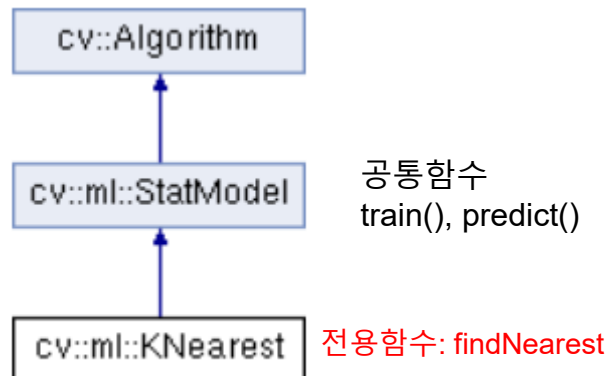 cv::Algorithm
cv::ml::StatModel
공통함수
train(), predict()
cv::ml::KNearest
전용함수: findNearest